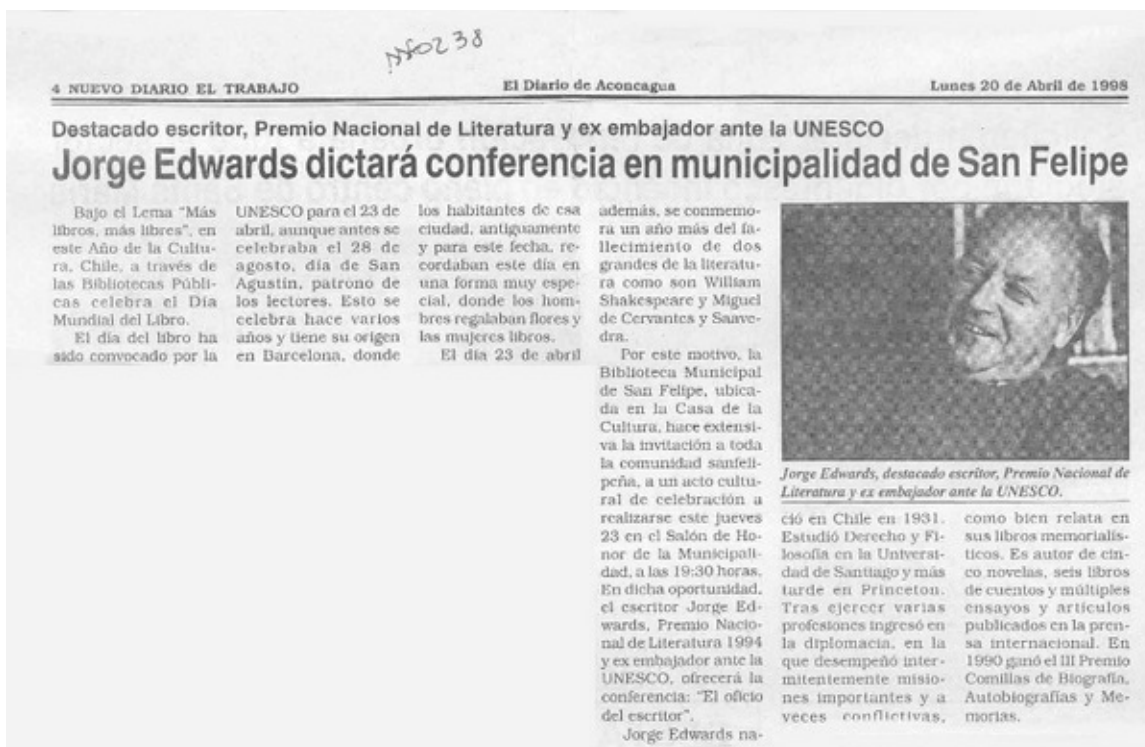 4 NUEVO DIARIO EL TRABAJO
El Diario de Aconcagua
Lunes 20 de Abril de 1998
Destacado escritor, Premio Nacional de Literatura y ex embajador ante la UNESCO
Jorge Edwards dictará conferencia en municipalidad de San Felipe
Bajo el Lema "Más
libros, más libres", en
este Año de la Cultu-
ra, Chile, a través de
las Bibliotecas Públi-
cas celebra el Día
Mundial del Libro.
El día del libro ha
sido convocado por la
UNESCO para el 23 de
abril, aunque antes se
celebraba el 28 de
agosto, día de San
Agustín, patrono de
los lectores. Esto se
celebra hace varios
años y tiene su origen
en Barcelona, donde
los habitantes de esa
ciudad, antiguamente
y para este fecha, re-
cordaban este día en
una forma muy espe-
cial, donde los hom-
bres regalaban flores y
las mujeres libros.
El día 23 de abril
además, se conmemo-
ra un año más del fa-
llecimiento de dos
grandes de la literatu-
ra como son William
Shakespeare y Miguel
de Cervantes y Saave-
dra.
Por este motivo, la
Biblioteca Municipal
de San Felipe, ubica-
da en la Casa de la
Cultura, hace extensi-
va la invitación a toda
la comunidad sanfeli-
peña, a un acto cultu-
ral de celebración a
realizarse este jueves
23 en el Salón de Ho-
nor de la Municipali-
dad, a las 19:30 horas.
En dicha oportunidad,
el escritor Jorge Ed-
wards, Premio Nacio-
nal de Literatura 1994
y ex embajador ante la
UNESCO, ofrecerá la
conferencia: "El oficio
del escritor".
Jorge Edwards na-
Jorge Edwards, destacado escritor, Premio Nacional de
Literatura y ex embajador ante la UNESCO.
ció en Chile en 1931.
Estudió Derecho y Fi-
losofía en la Universi-
dad de Santiago y más
tarde en Princeton.
Tras ejercer varias
profesiones ingresó en
la diplomacia, en la
que desempeñó inter-
mitentemente misio-
nes importantes y a
veces conflictivas,
como bien relata en
sus libros memorialís-
ticos. Es autor de cin-
co novelas, seis libros
de cuentos y múltiples
ensayos y artículos
publicados en la pren-
sa internacional. En
1990 ganó el III Premio
Comillas de Biografía,
Autobiografías y Me-
morias.